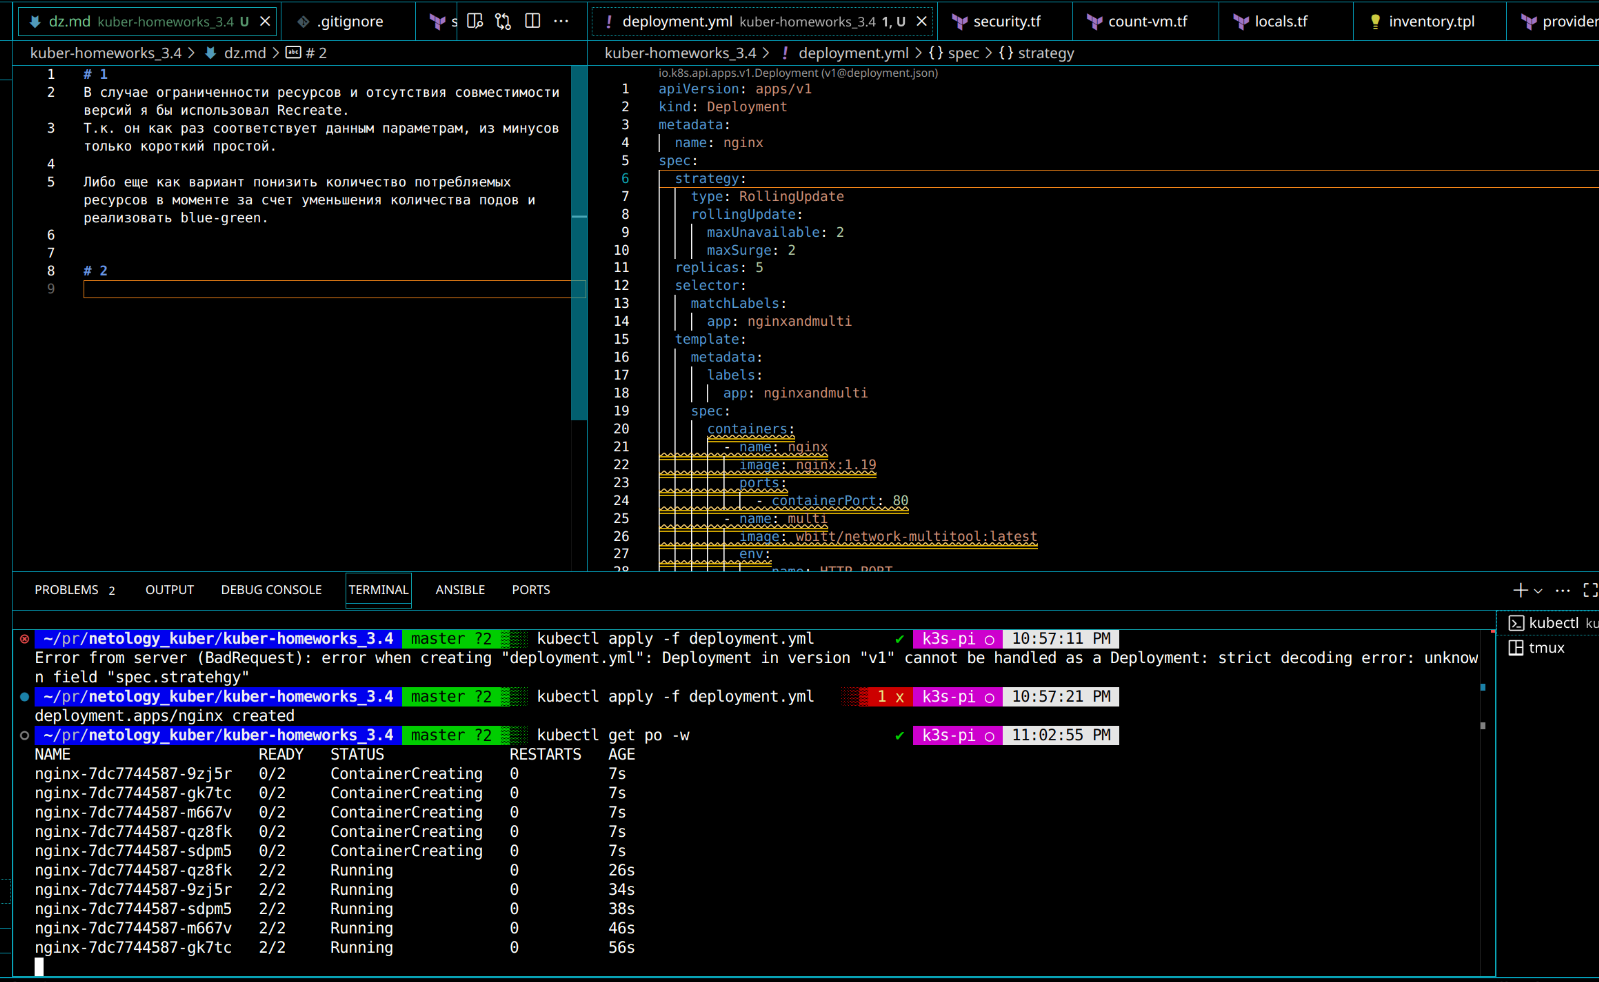 dz.md kuber-homeworks_3.4 U
.gitignore
deployment.yml kuber-homeworks_3.4 1, U
security.tf
count-vm.tf
locals.tf
inventory.tpl
provider
kuber-homeworks_3.4 > dz.md > # 2
1 # 1
2 В случае ограниченности ресурсов и отсутствия совместимости
версий я бы использовал Recreate.
3 Т.к. он как раз соответствует данным параметрам, из минусов
только короткий простой.
4
5 Либо еще как вариант понизить количество потребляемых
ресурсов в моменте за счет уменьшения количества подов и
реализовать blue-green.
6
7
8 # 2
9
kuber-homeworks_3.4 > ! deployment.yml > {} spec > {} strategy
io.k8s.api.apps.v1.Deployment (v1@deployment.json)
1 apiVersion: apps/v1
2 kind: Deployment
3 metadata:
4 name: nginx
5 spec:
6 strategy:
7 type: RollingUpdate
8 rollingUpdate:
9 maxUnavailable: 2
10 maxSurge: 2
11 replicas: 5
12 selector:
13 matchLabels:
14 app: nginxandmulti
15 template:
16 metadata:
17 labels:
18 app: nginxandmulti
19 spec:
20 containers:
21 - name: nginx
22 image: nginx:1.19
23 ports:
24 - containerPort: 80
25 - name: multi
26 image: wbitt/network-multitool:latest
27 env:
28 name: HTTP_PORT
PROBLEMS 2 OUTPUT DEBUG CONSOLE TERMINAL ANSIBLE PORTS
~/pr/netology_kuber/kuber-homeworks_3.4 master ?2 kubectl apply -f deployment.yml ✔ k3s-pi ○ 10:57:11 PM
Error from server (BadRequest): error when creating "deployment.yml": Deployment in version "v1" cannot be handled as a Deployment: strict decoding error: unknow
n field "spec.stratehgy"
~/pr/netology_kuber/kuber-homeworks_3.4 master ?2 kubectl apply -f deployment.yml 1 x k3s-pi ○ 10:57:21 PM
deployment.apps/nginx created
~/pr/netology_kuber/kuber-homeworks_3.4 master ?2 kubectl get po -w ✔ k3s-pi ○ 11:02:55 PM
NAME READY STATUS RESTARTS AGE
nginx-7dc7744587-9zj5r 0/2 ContainerCreating 0 7s
nginx-7dc7744587-gk7tc 0/2 ContainerCreating 0 7s
nginx-7dc7744587-m667v 0/2 ContainerCreating 0 7s
nginx-7dc7744587-qz8fk 0/2 ContainerCreating 0 7s
nginx-7dc7744587-sdpm5 0/2 ContainerCreating 0 7s
nginx-7dc7744587-qz8fk 2/2 Running 0 26s
nginx-7dc7744587-9zj5r 2/2 Running 0 34s
nginx-7dc7744587-sdpm5 2/2 Running 0 38s
nginx-7dc7744587-m667v 2/2 Running 0 46s
nginx-7dc7744587-gk7tc 2/2 Running 0 56s
kubectl ku
tmux